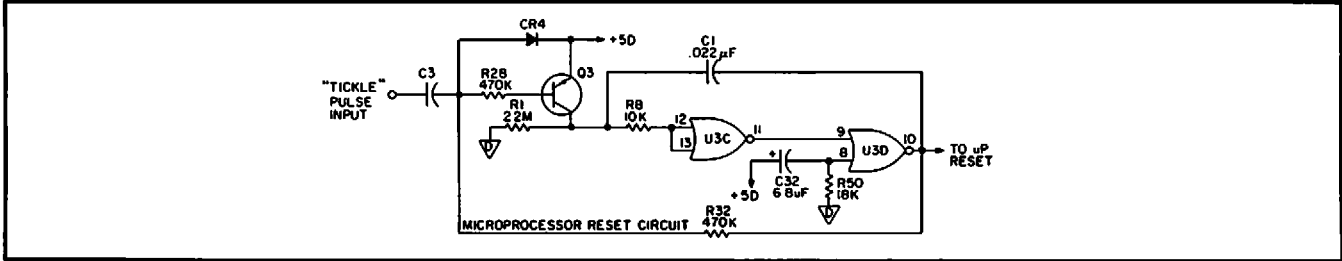 CR4
+5D
C1
.022µF
"TICKLE"
PULSE
INPUT
C3
R28
470K
Q3
R1
22M
R8
10K
12
13
U3C
11
9
8
U3D
10
TO uP
RESET
D
+
C32
6.8uF
+5D
R50
18K
D
R32
470K
MICROPROCESSOR RESET CIRCUIT